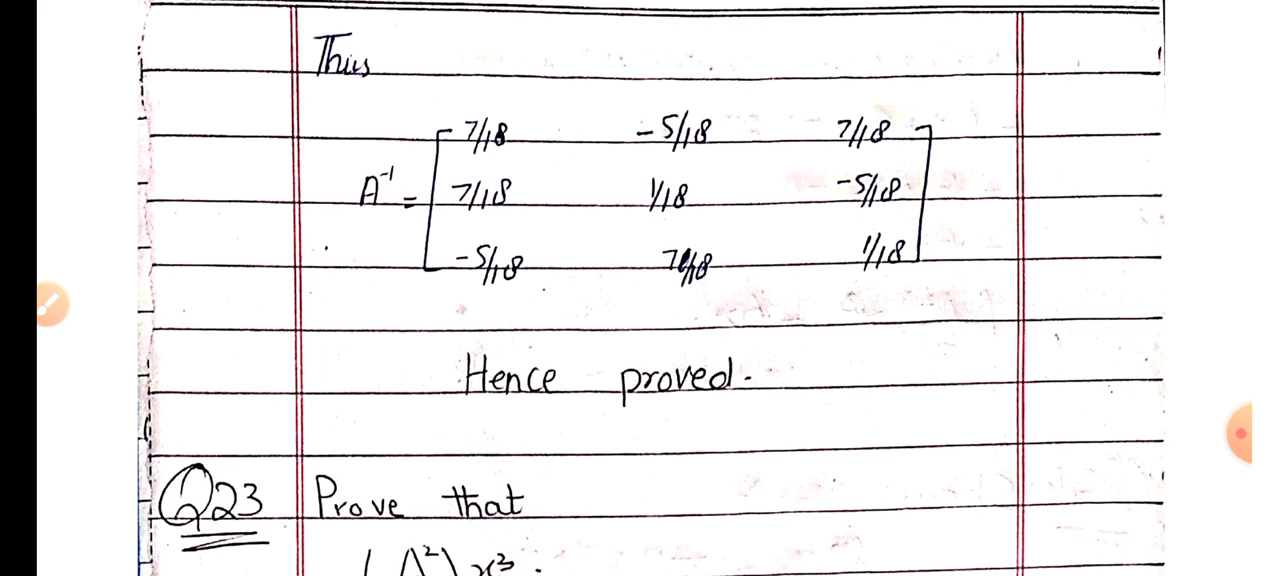 Thus
7/18 -5/18 7/18
A⁻¹ = 7/18 1/18 -5/18
-5/18 7/18 1/18
Hence proved.
Q23 Prove that